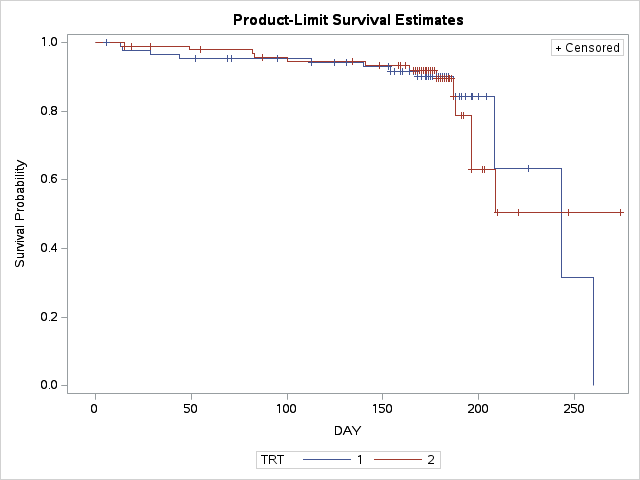 Product-Limit Survival Estimates
+ Censored
1.0
0.8
0.6
0.4
0.2
0.0
Survival Probability
0 50 100 150 200 250
DAY
TRT 1 2